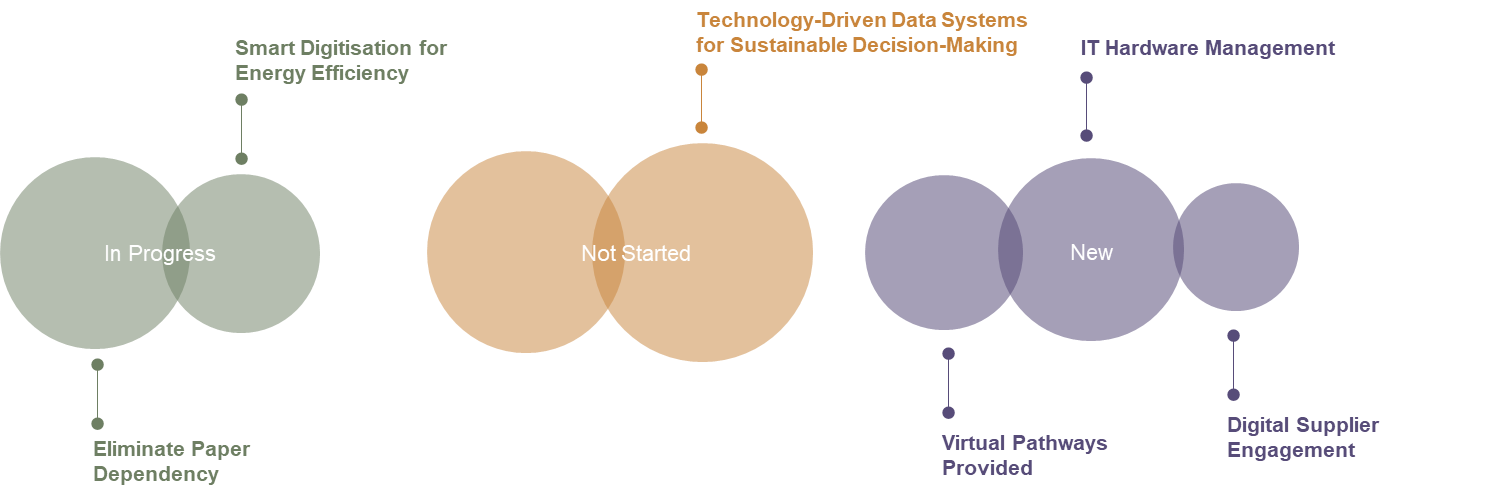 Smart Digitisation for
Energy Efficiency
In Progress
Eliminate Paper
Dependency
Technology-Driven Data Systems
for Sustainable Decision-Making
Not Started
IT Hardware Management
New
Virtual Pathways
Provided
Digital Supplier
Engagement